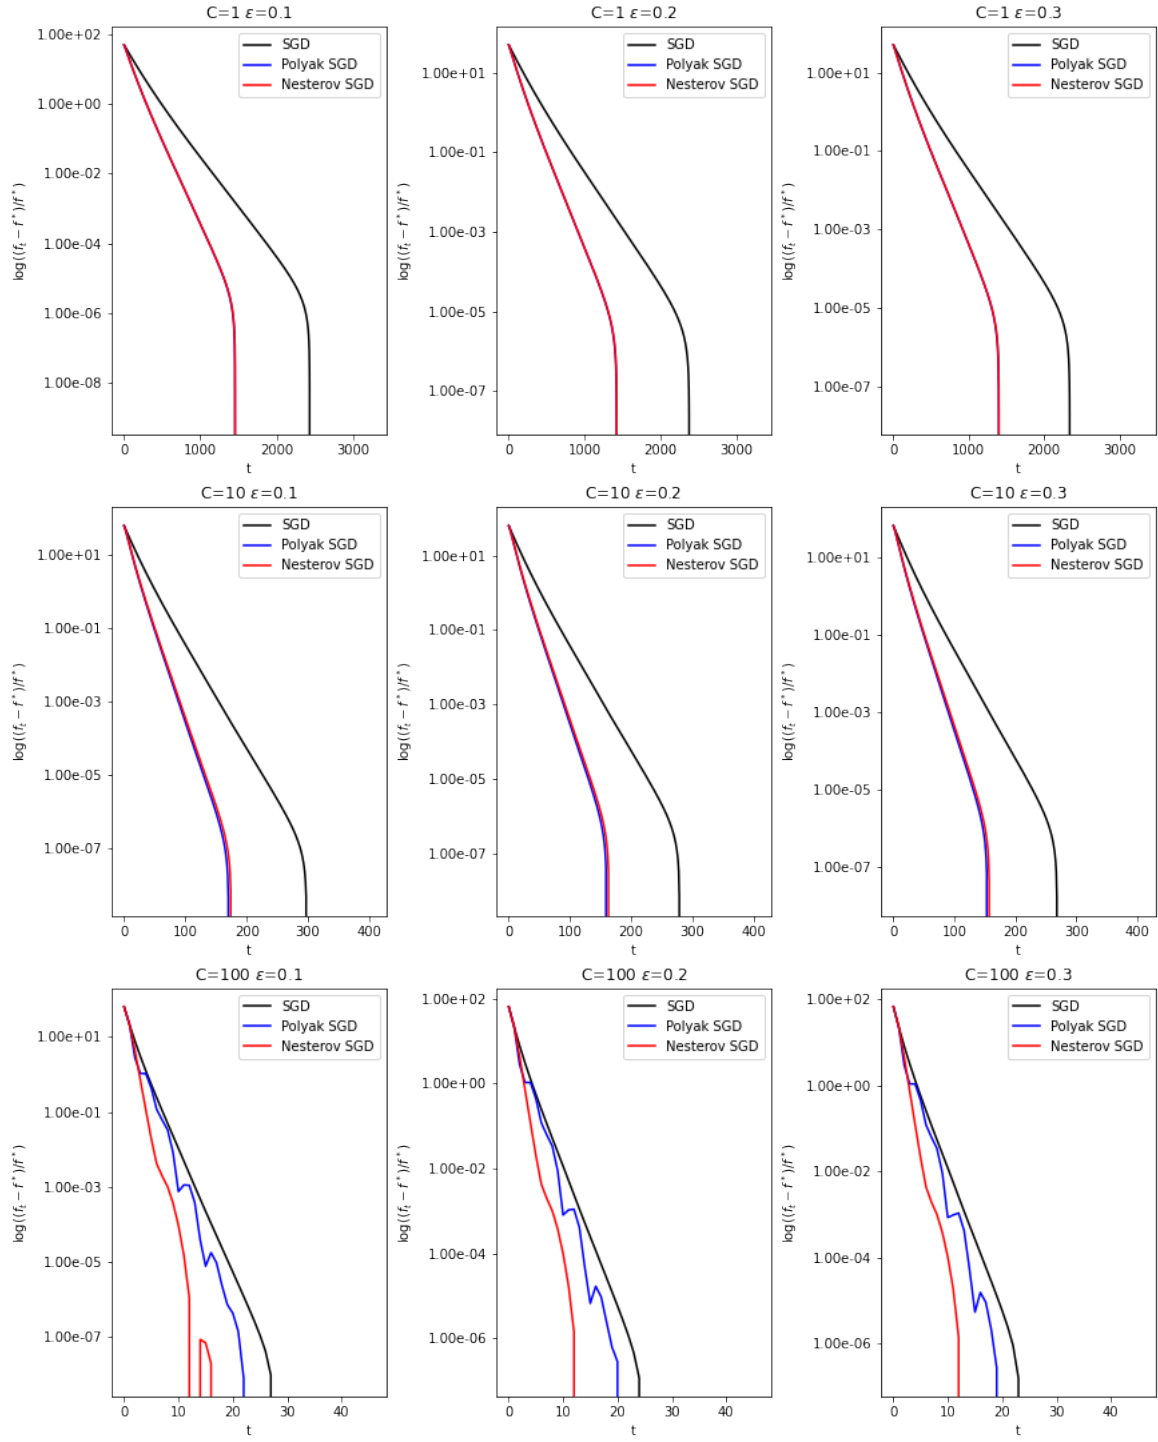 C=1 ε=0.1
1.00e+02
1.00e+00
1.00e-02
1.00e-04
1.00e-06
1.00e-08
log((f_t − f*)/f*)
SGD
Polyak SGD
Nesterov SGD
0 1000 2000 3000
t
C=1 ε=0.2
1.00e+01
1.00e-01
1.00e-03
1.00e-05
1.00e-07
log((f_t − f*)/f*)
SGD
Polyak SGD
Nesterov SGD
0 1000 2000 3000
t
C=1 ε=0.3
1.00e+01
1.00e-01
1.00e-03
1.00e-05
1.00e-07
log((f_t − f*)/f*)
SGD
Polyak SGD
Nesterov SGD
0 1000 2000 3000
t
C=10 ε=0.1
1.00e+01
1.00e-01
1.00e-03
1.00e-05
1.00e-07
log((f_t − f*)/f*)
SGD
Polyak SGD
Nesterov SGD
0 100 200 300 400
t
C=10 ε=0.2
1.00e+01
1.00e-01
1.00e-03
1.00e-05
1.00e-07
log((f_t − f*)/f*)
SGD
Polyak SGD
Nesterov SGD
0 100 200 300 400
t
C=10 ε=0.3
1.00e+01
1.00e-01
1.00e-03
1.00e-05
1.00e-07
log((f_t − f*)/f*)
SGD
Polyak SGD
Nesterov SGD
0 100 200 300 400
t
C=100 ε=0.1
1.00e+01
1.00e-01
1.00e-03
1.00e-05
1.00e-07
log((f_t − f*)/f*)
SGD
Polyak SGD
Nesterov SGD
0 10 20 30 40
t
C=100 ε=0.2
1.00e+02
1.00e+00
1.00e-02
1.00e-04
1.00e-06
log((f_t − f*)/f*)
SGD
Polyak SGD
Nesterov SGD
0 10 20 30 40
t
C=100 ε=0.3
1.00e+02
1.00e+00
1.00e-02
1.00e-04
1.00e-06
log((f_t − f*)/f*)
SGD
Polyak SGD
Nesterov SGD
0 10 20 30 40
t